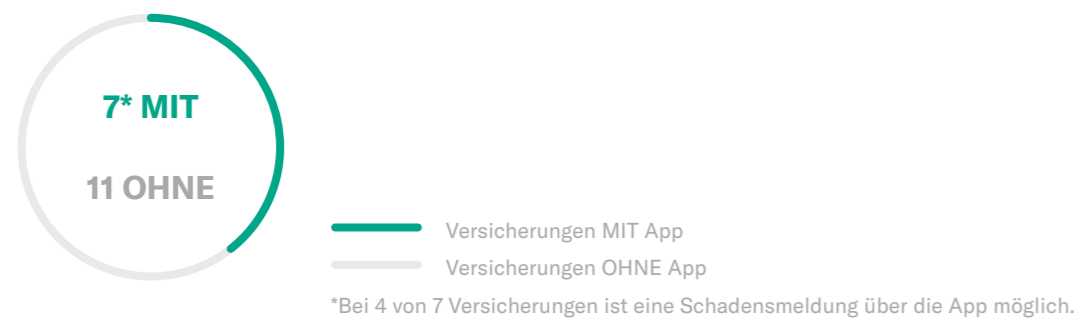 7* MIT
11 OHNE
Versicherungen MIT App
Versicherungen OHNE App
*Bei 4 von 7 Versicherungen ist eine Schadensmeldung über die App möglich.